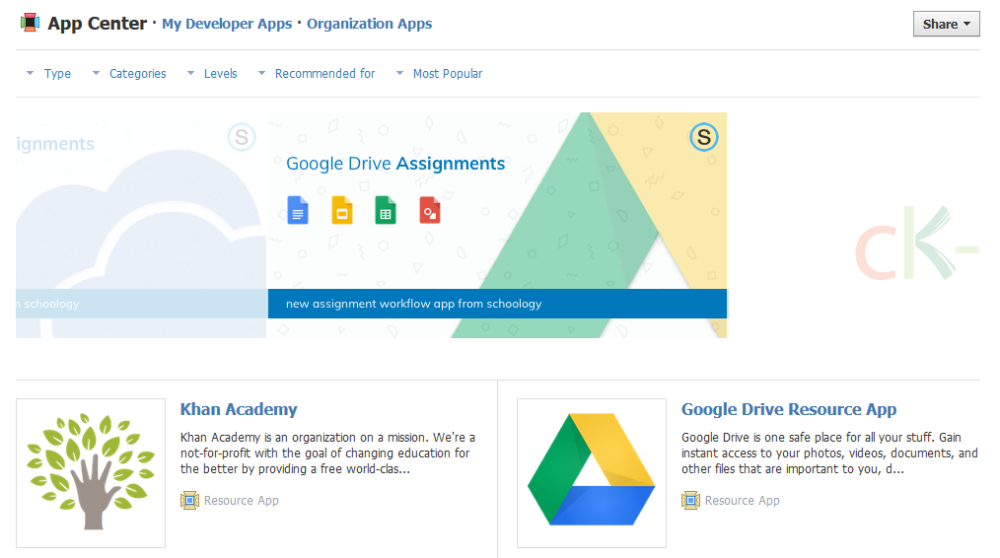 App Center · My Developer Apps · Organization Apps
Share
Type Categories Levels Recommended for Most Popular
ignments
S
Google Drive Assignments
S
cK-
schoology
new assignment workflow app from schoology
Khan Academy
Khan Academy is an organization on a mission. We're a
not-for-profit with the goal of changing education for
the better by providing a free world-clas...
Resource App
Google Drive Resource App
Google Drive is one safe place for all your stuff. Gain
instant access to your photos, videos, documents, and
other files that are important to you, d...
Resource App